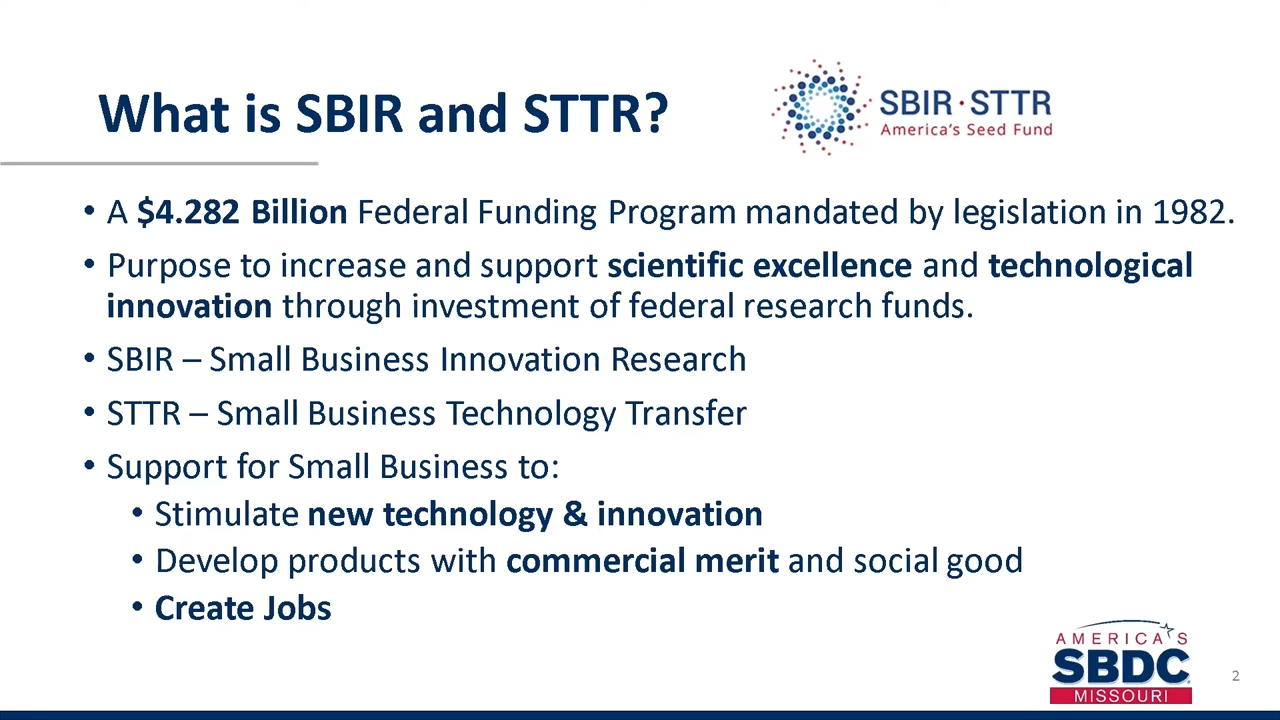 What is SBIR and STTR?
SBIR·STTR
America's Seed Fund
• A $4.282 Billion Federal Funding Program mandated by legislation in 1982.
• Purpose to increase and support scientific excellence and technological
innovation through investment of federal research funds.
• SBIR – Small Business Innovation Research
• STTR – Small Business Technology Transfer
• Support for Small Business to:
• Stimulate new technology & innovation
• Develop products with commercial merit and social good
• Create Jobs
AMERICA'S
SBDC
MISSOURI
2